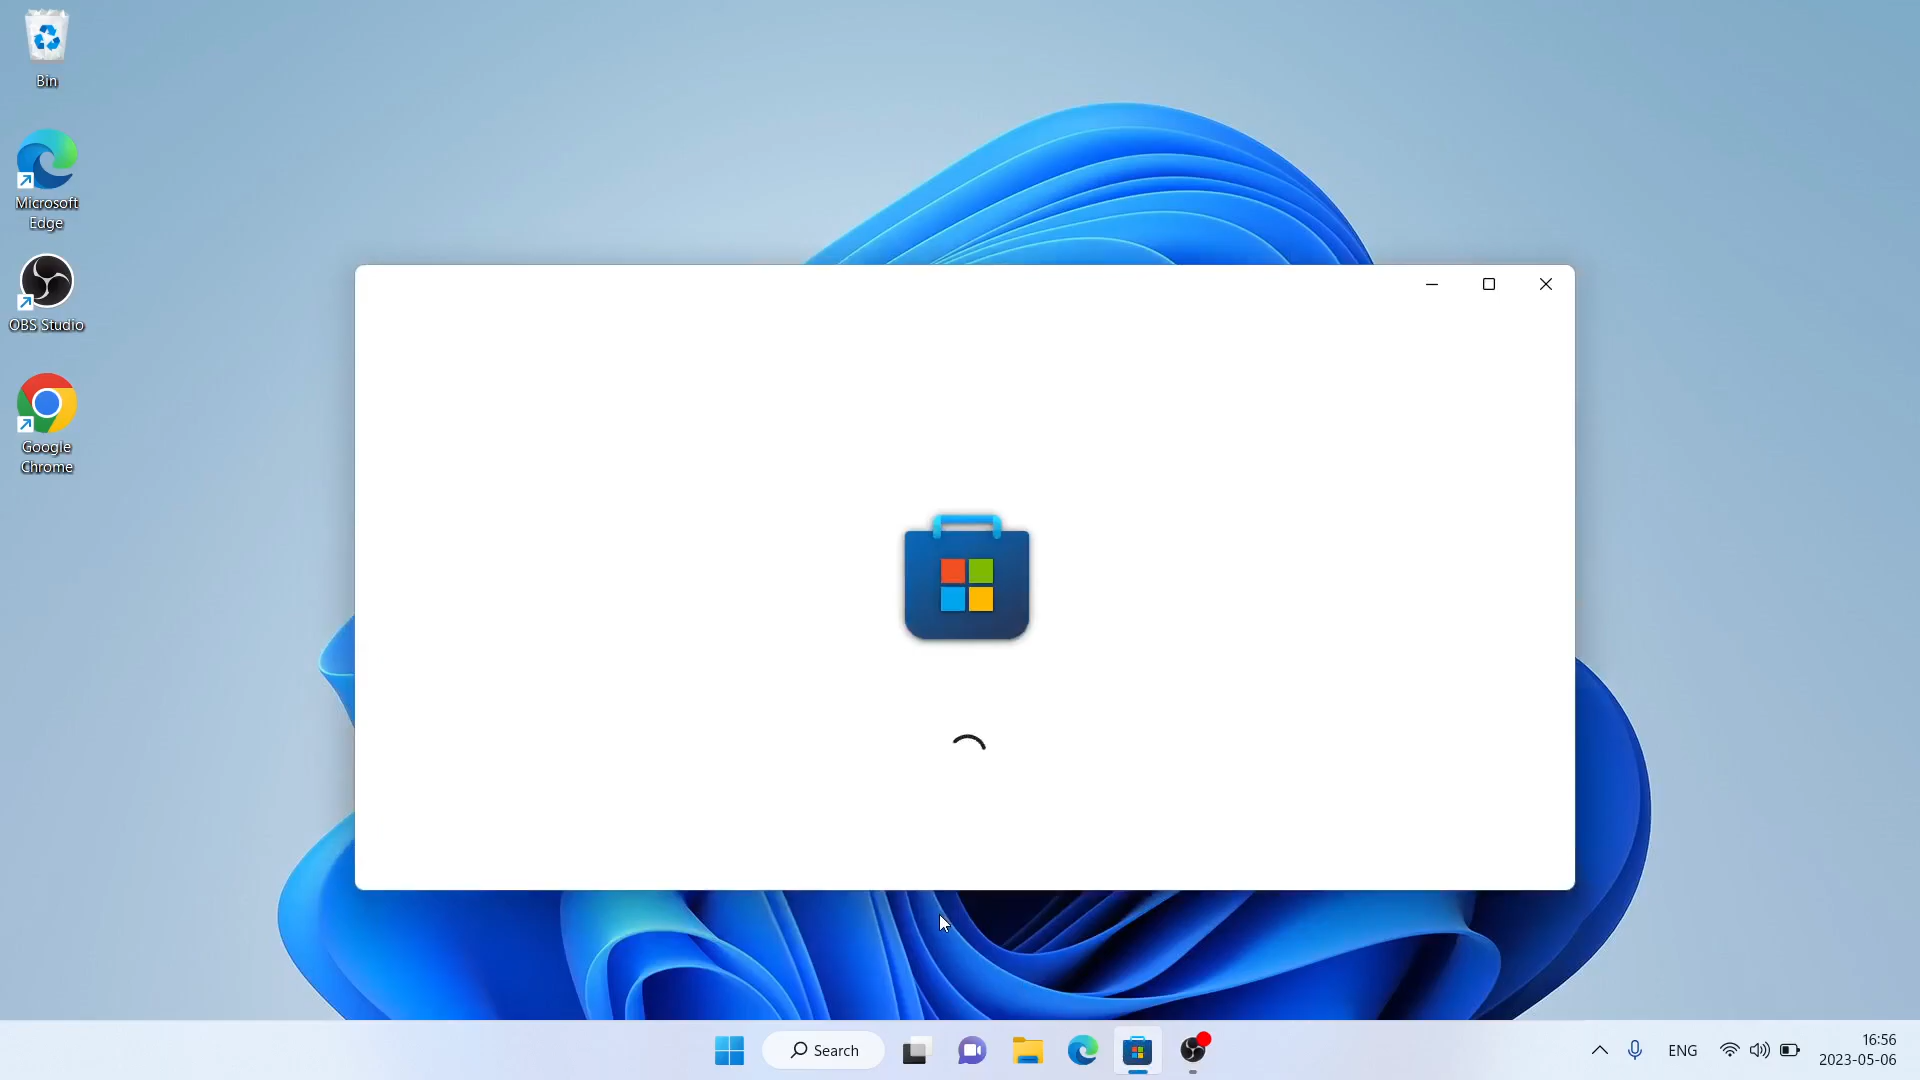 Bin
Microsoft
Edge
OBS Studio
Google
Chrome
Search
ENG
16:56
2023-05-06